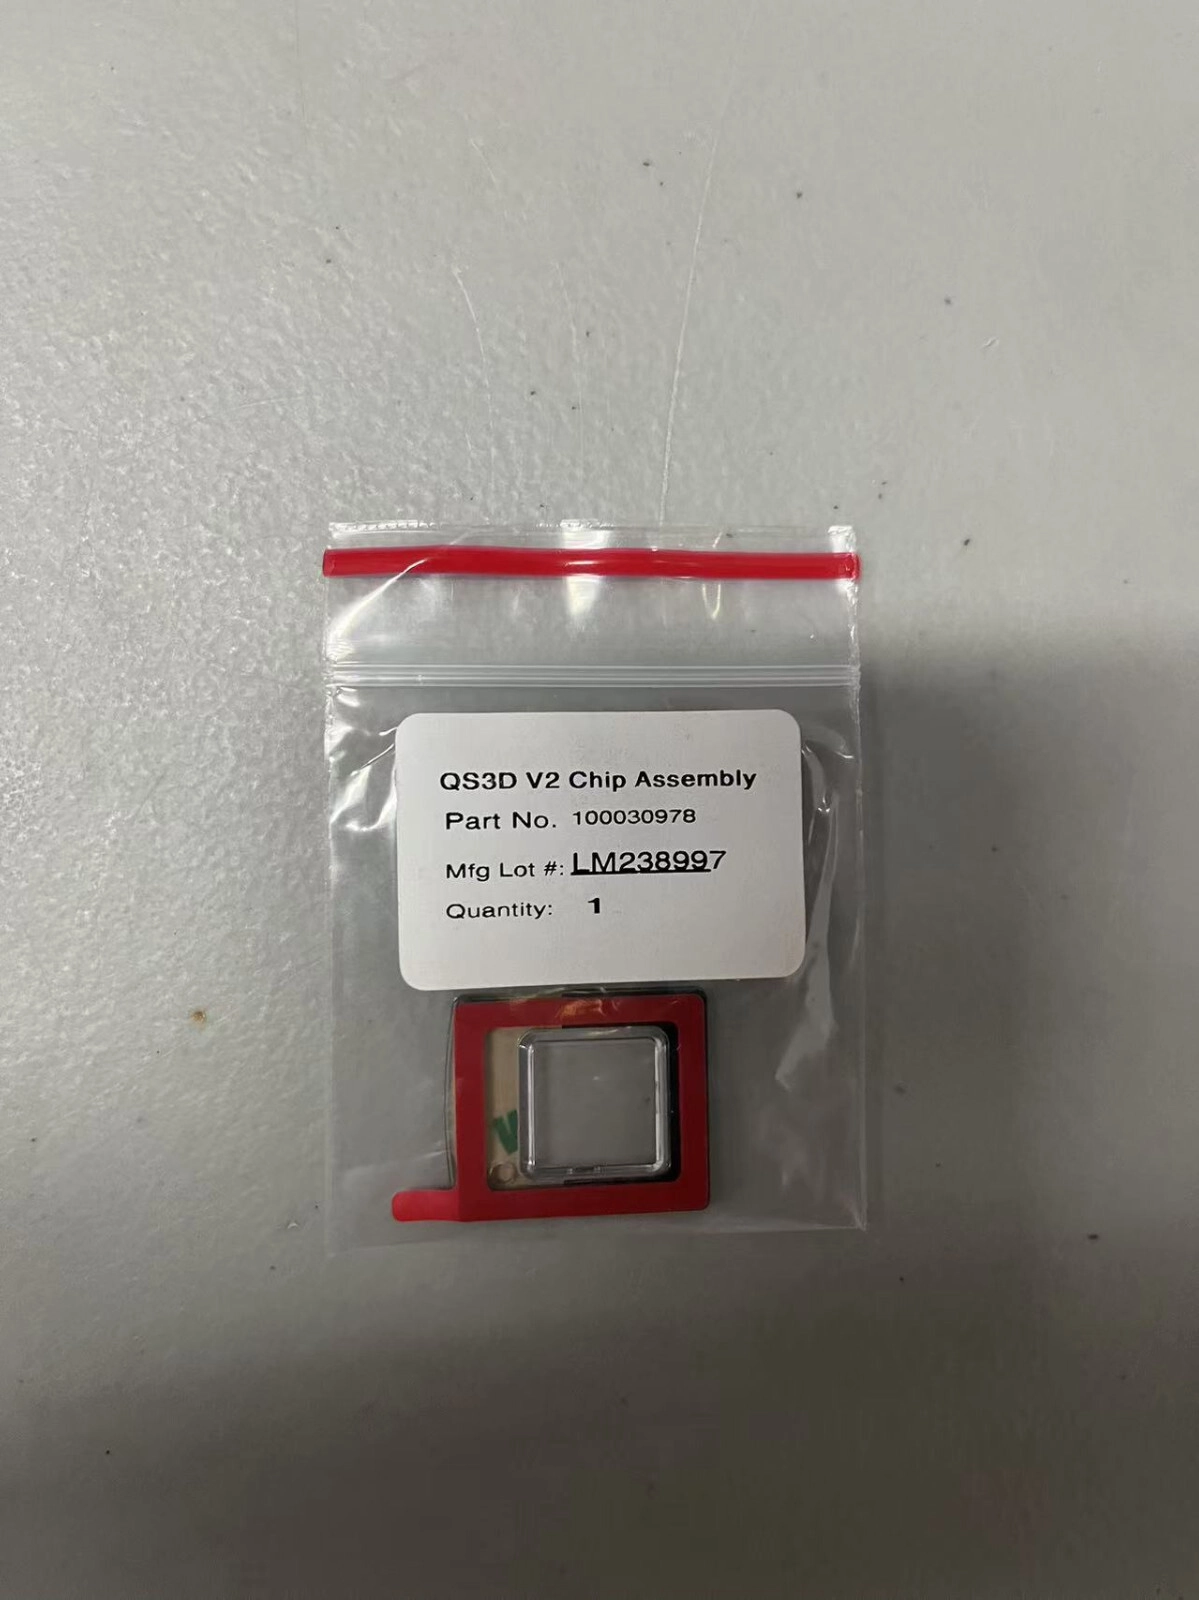 QS3D V2 Chip Assembly
Part No. 100030978
Mfg Lot #: LM238997
Quantity: 1